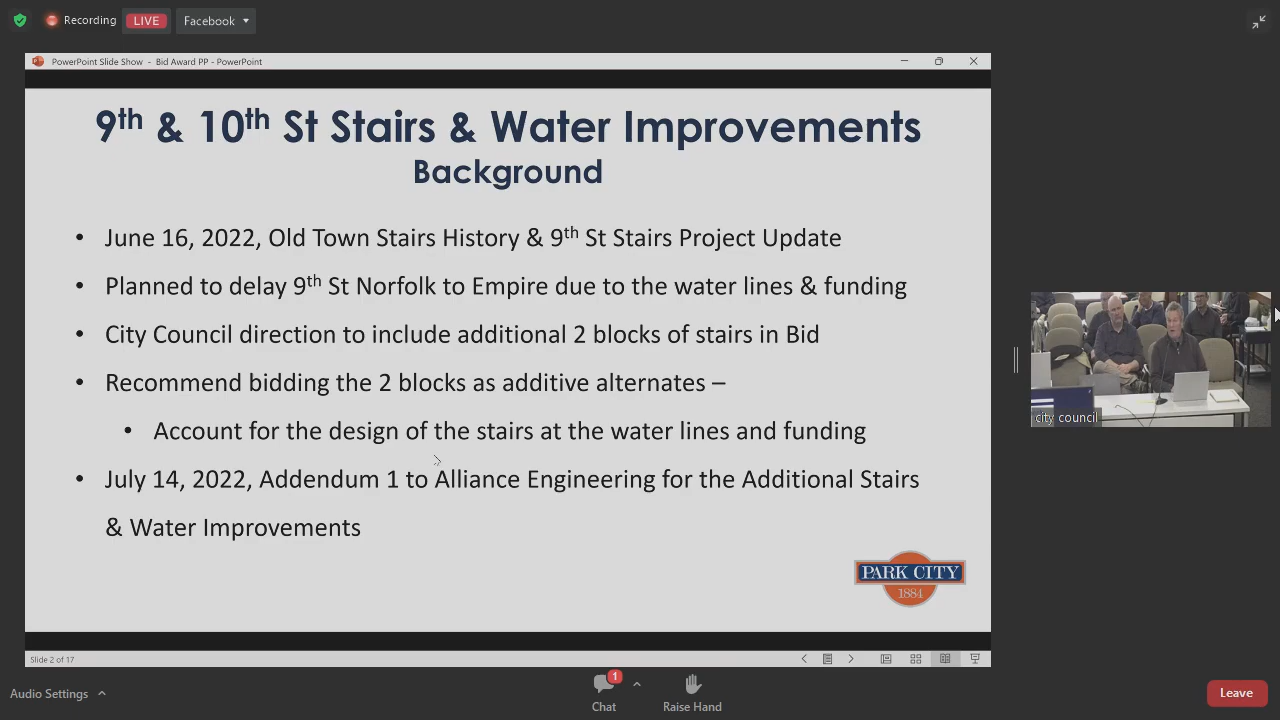 Recording
LIVE
Facebook
PowerPoint Slide Show - Bid Award PP - PowerPoint
9th & 10th St Stairs & Water Improvements
Background
• June 16, 2022, Old Town Stairs History & 9th St Stairs Project Update
• Planned to delay 9th St Norfolk to Empire due to the water lines & funding
• City Council direction to include additional 2 blocks of stairs in Bid
• Recommend bidding the 2 blocks as additive alternates –
• Account for the design of the stairs at the water lines and funding
• July 14, 2022, Addendum 1 to Alliance Engineering for the Additional Stairs
& Water Improvements
PARK CITY
1884
city council
Slide 2 of 17
Audio Settings
1
Chat
Raise Hand
Leave